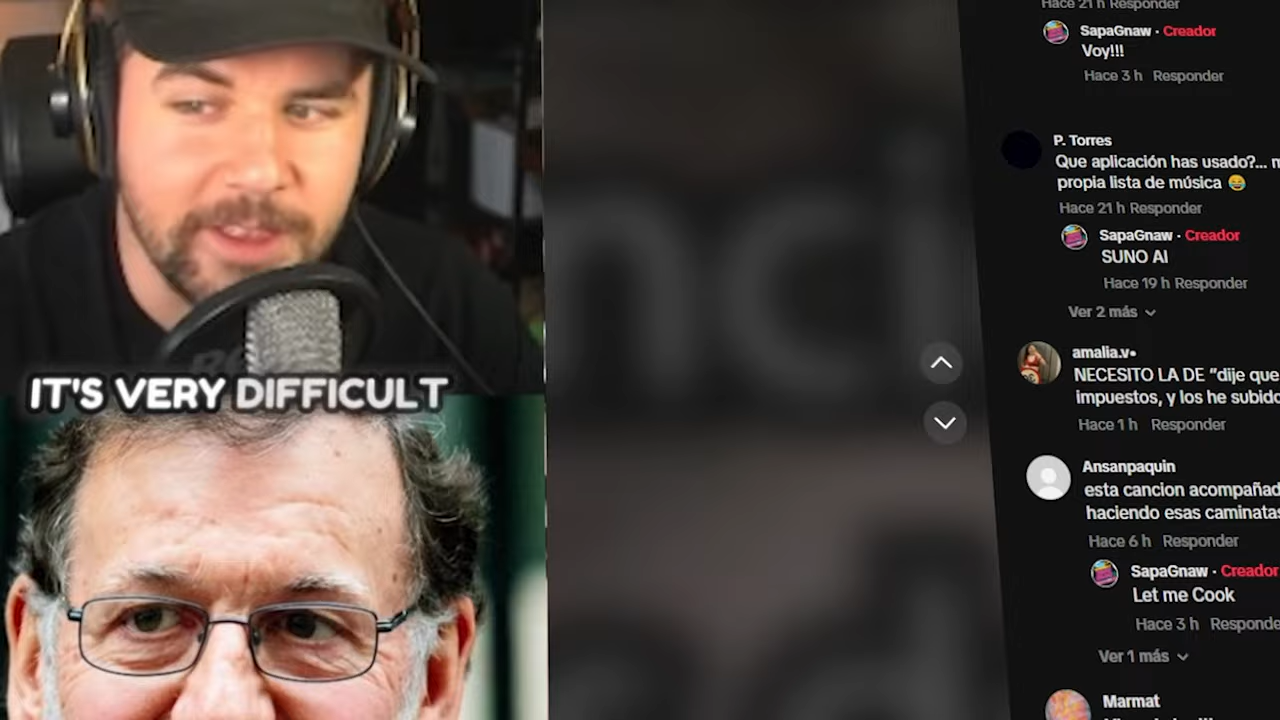 IT'S VERY DIFFICULT
Hace 21 h Responder
SapaGnaw · Creador
Voy!!!
Hace 3 h Responder
P. Torres
Que aplicación has usado?...
propia lista de música 😂
Hace 21 h Responder
SapaGnaw · Creador
SUNO AI
Hace 19 h Responder
Ver 2 más
amalia.v•
NECESITO LA DE “dije que
impuestos, y los he subido
Hace 1 h Responder
Ansanpaquin
esta cancion acompañad
haciendo esas caminatas
Hace 6 h Responder
SapaGnaw · Creador
Let me Cook
Hace 3 h Responde
Ver 1 más
Marmat